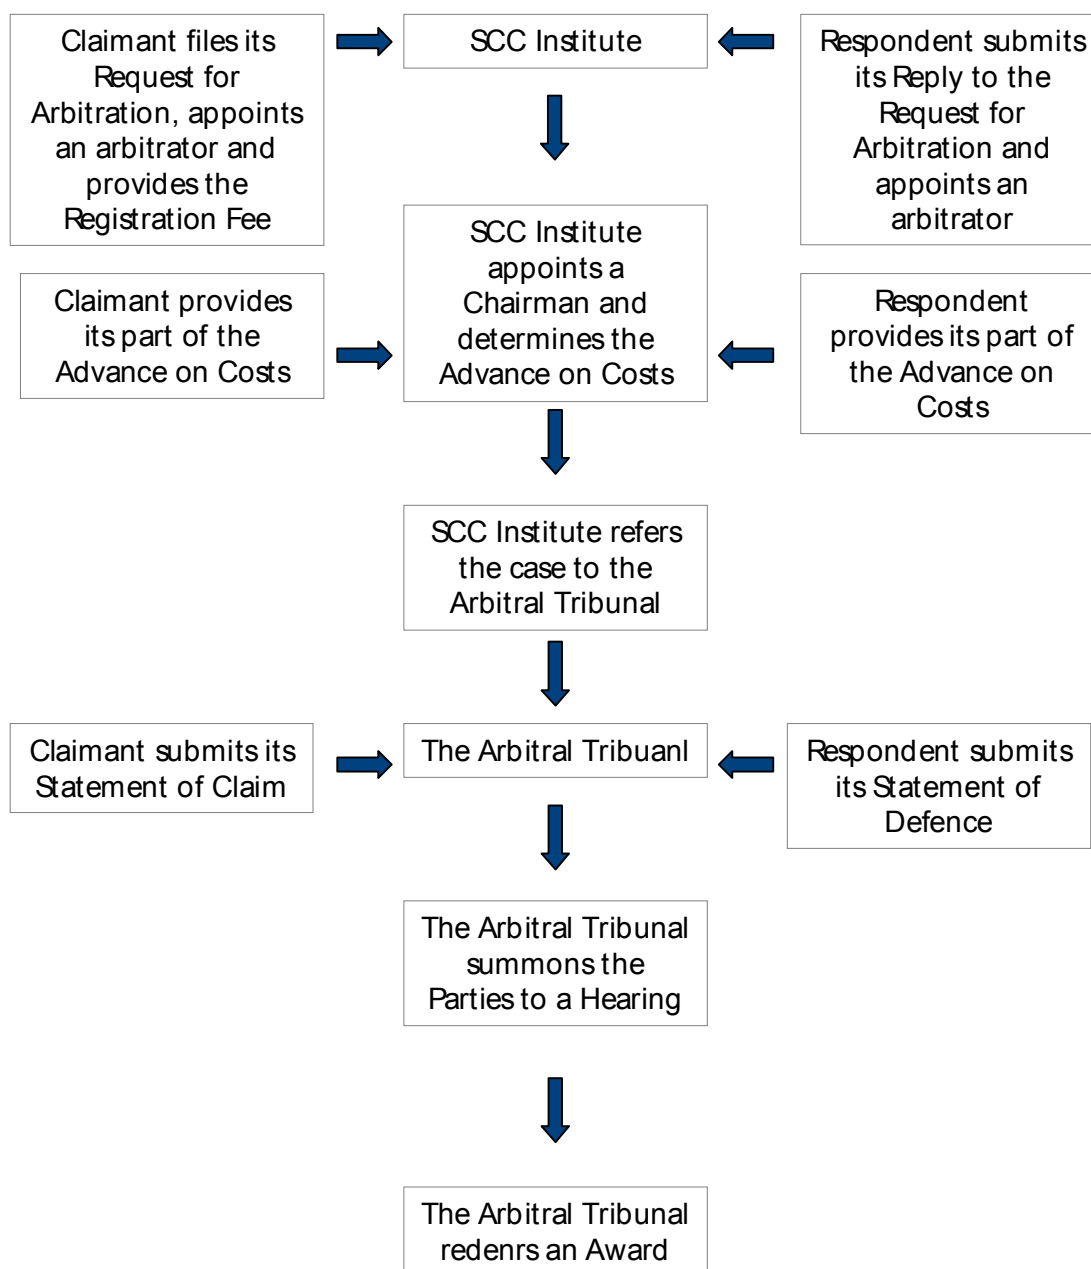 Claimant files its
Request for
Arbitration, appoints
an arbitrator and
provides the
Registration Fee
SCC Institute
Respondent submits
its Reply to the
Request for
Arbitration and
appoints an
arbitrator
Claimant provides
its part of the
Advance on Costs
SCC Institute
appoints a
Chairman and
determines the
Advance on Costs
Respondent
provides its part of
the Advance on
Costs
SCC Institute refers
the case to the
Arbitral Tribunal
Claimant submits its
Statement of Claim
The Arbitral Tribuanl
Respondent submits
its Statement of
Defence
The Arbitral Tribunal
summons the
Parties to a Hearing
The Arbitral Tribunal
redenrs an Award